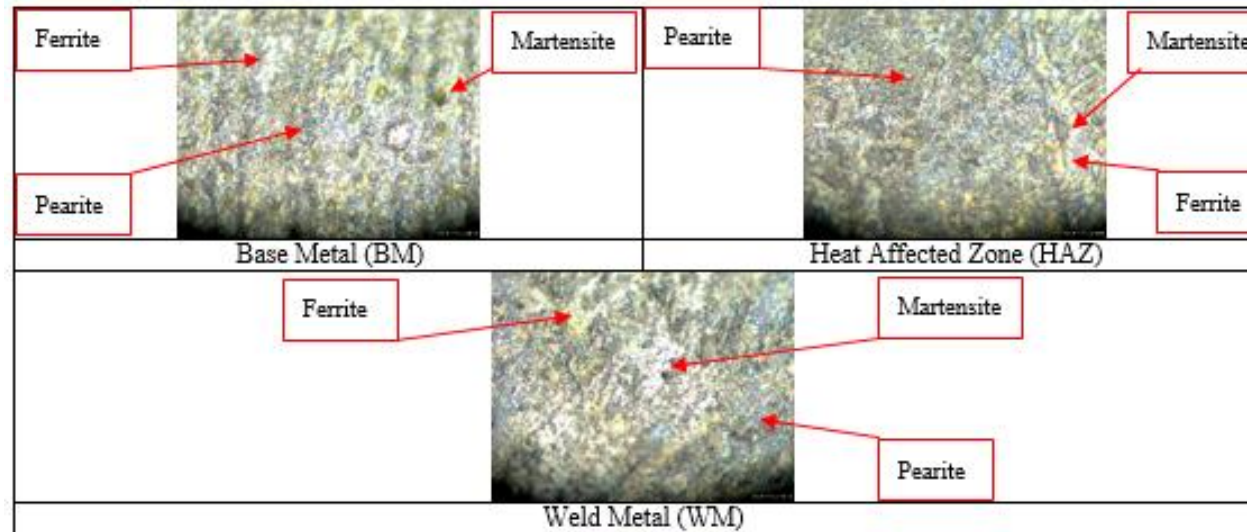 Ferrite
Martensite
Pearite
Pearite
Martensite
Ferrite
Base Metal (BM)
Heat Affected Zone (HAZ)
Ferrite
Martensite
Pearite
Weld Metal (WM)